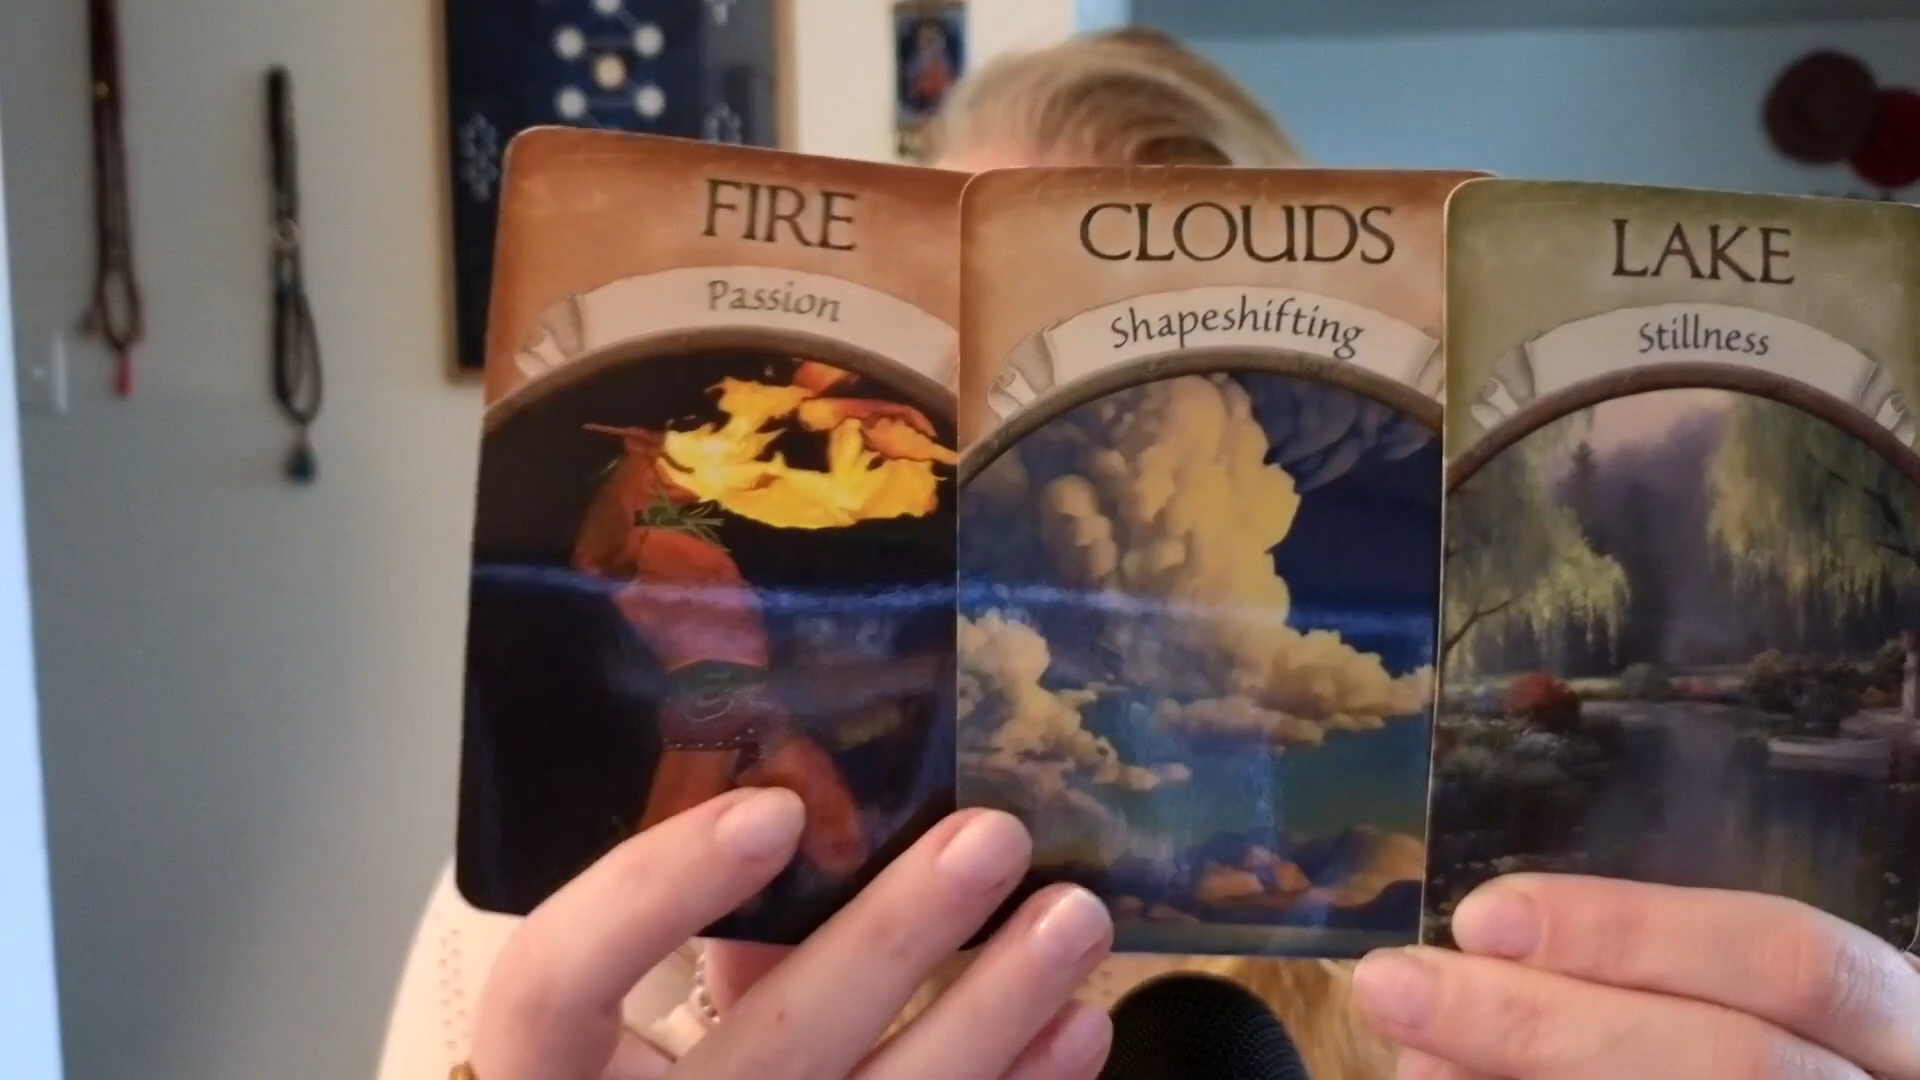 FIRE
Passion
CLOUDS
Shapeshifting
LAKE
Stillness